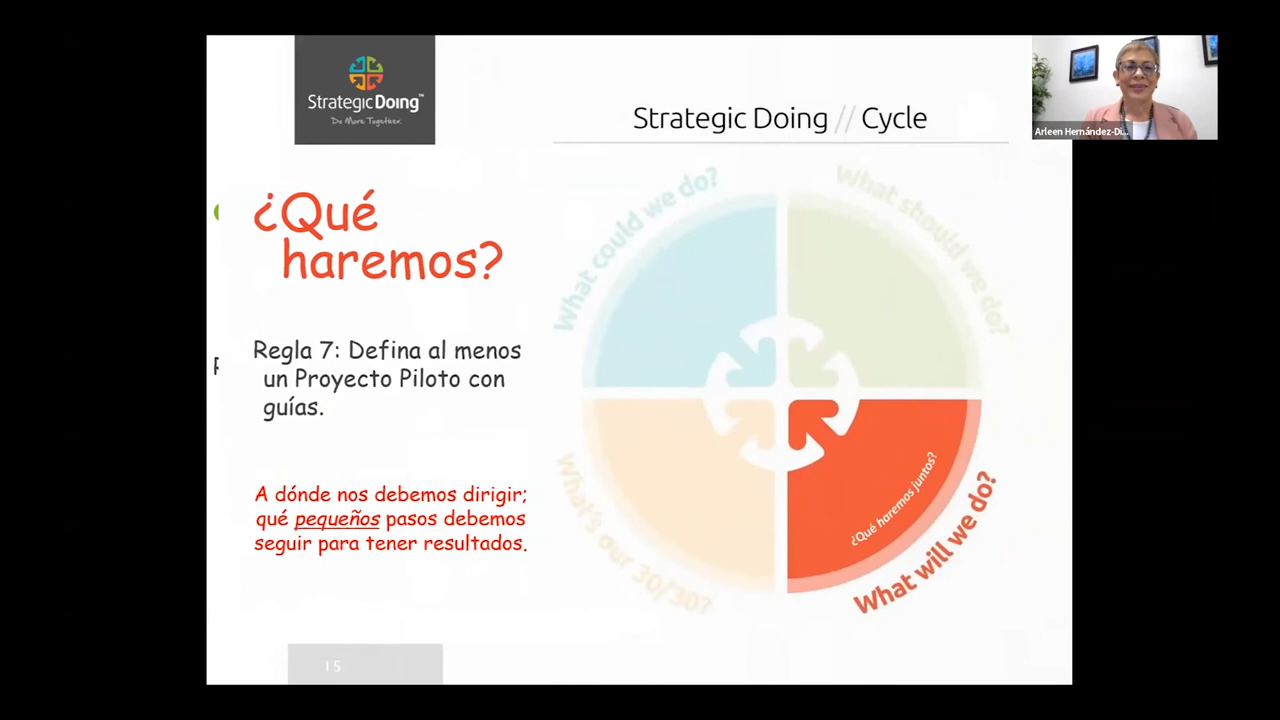 StrategicDoing™
Do More Together.
Strategic Doing // Cycle
Arleen Hernández-Di...
¿Qué
haremos?
Regla 7: Defina al menos
un Proyecto Piloto con
guías.
A dónde nos debemos dirigir;
qué pequeños pasos debemos
seguir para tener resultados.
What could we do?
What should we do?
What's our 30/30?
¿Qué haremos juntos?
What will we do?
15